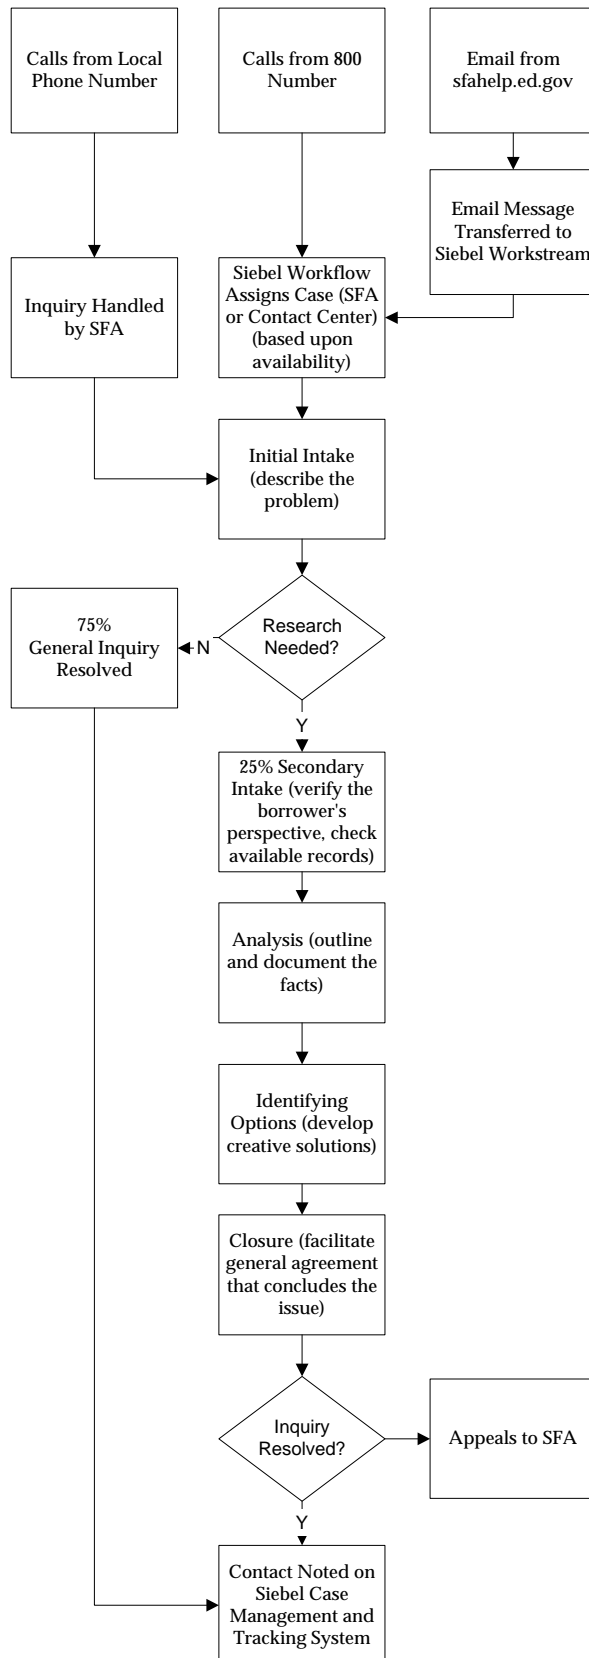 Calls from Local
Phone Number
Calls from 800
Number
Email from
sfahelp.ed.gov
Email Message
Transferred to
Siebel Workstream
Inquiry Handled
by SFA
Siebel Workflow
Assigns Case (SFA
or Contact Center)
(based upon
availability)
Initial Intake
(describe the
problem)
75%
General Inquiry
Resolved
N
Research
Needed?
Y
25% Secondary
Intake (verify the
borrower's
perspective, check
available records)
Analysis (outline
and document the
facts)
Identifying
Options (develop
creative solutions)
Closure (facilitate
general agreement
that concludes the
issue)
Inquiry
Resolved?
Appeals to SFA
Y
Contact Noted on
Siebel Case
Management and
Tracking System